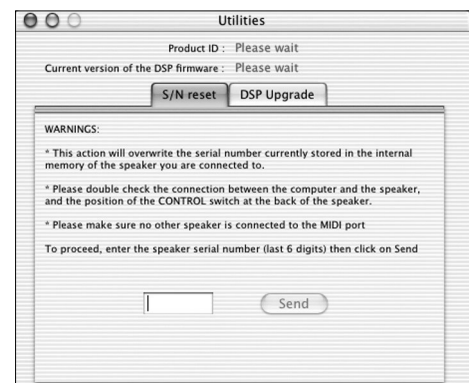 Utilities
Product ID : Please wait
Current version of the DSP firmware : Please wait
S/N reset DSP Upgrade
WARNINGS:
* This action will overwrite the serial number currently stored in the internal
memory of the speaker you are connected to.
* Please double check the connection between the computer and the speaker,
and the position of the CONTROL switch at the back of the speaker.
* Please make sure no other speaker is connected to the MIDI port
To proceed, enter the speaker serial number (last 6 digits) then click on Send
Send